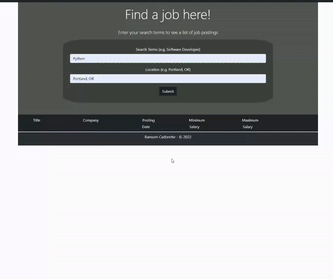 Find a job here!
Enter your search terms to see a list of job postings.
Search Terms (e.g. Software Developer)
Python
Location (e.g. Portland, OR)
Portland, OR
Submit
Title Company Posting Date Minimum Salary Maximum Salary
Ransom Cadorette - © 2022